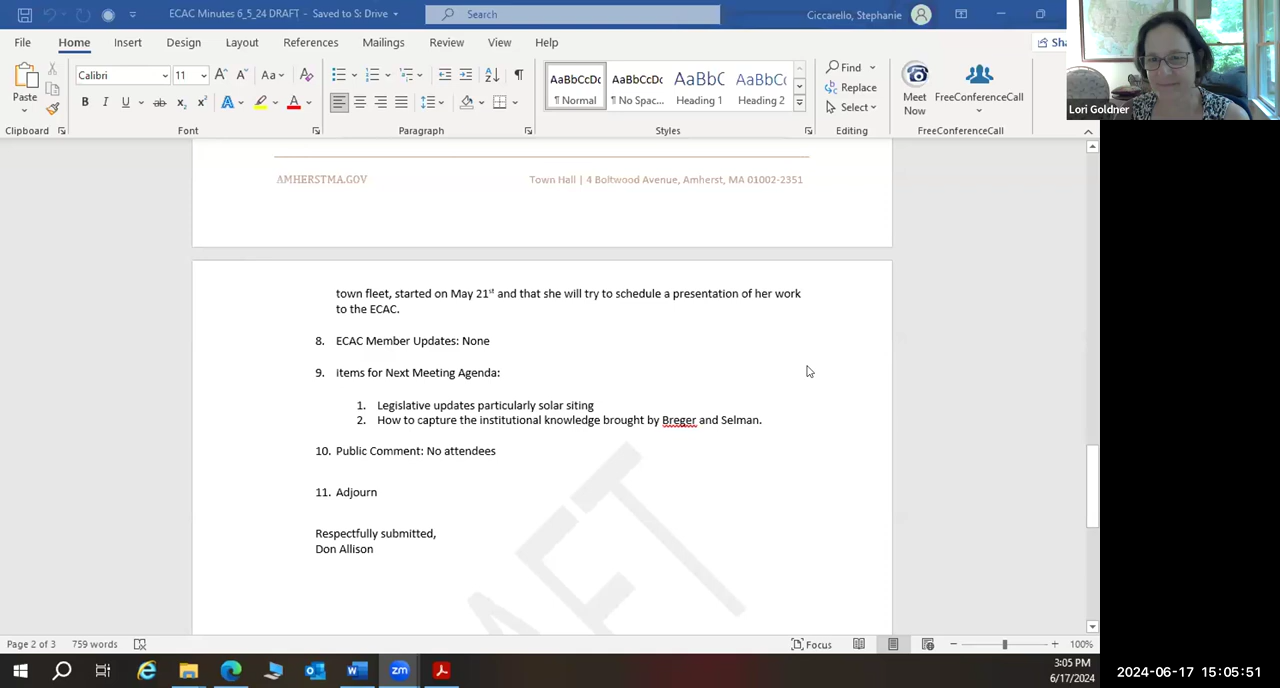 ECAC Minutes 6_5_24 DRAFT - Saved to S: Drive
Search
Ciccarello, Stephanie
File Home Insert Design Layout References Mailings Review View Help
Calibri 11
Paste
Clipboard
Font
Paragraph
AaBbCcDc AaBbCcDc AaBbC AaBbC
¶ Normal ¶ No Spac... Heading 1 Heading 2
Styles
Find
Replace
Select
Editing
Meet Now
FreeConferenceCall
FreeConferenceCall
Lori Goldner
AMHERSTMA.GOV
Town Hall | 4 Boltwood Avenue, Amherst, MA 01002-2351
town fleet, started on May 21st and that she will try to schedule a presentation of her work
to the ECAC.
8. ECAC Member Updates: None
9. Items for Next Meeting Agenda:
1. Legislative updates particularly solar siting
2. How to capture the institutional knowledge brought by Breger and Selman.
10. Public Comment: No attendees
11. Adjourn
Respectfully submitted,
Don Allison
Page 2 of 3 759 words
Focus
100%
3:05 PM
6/17/2024
2024-06-17 15:05:51